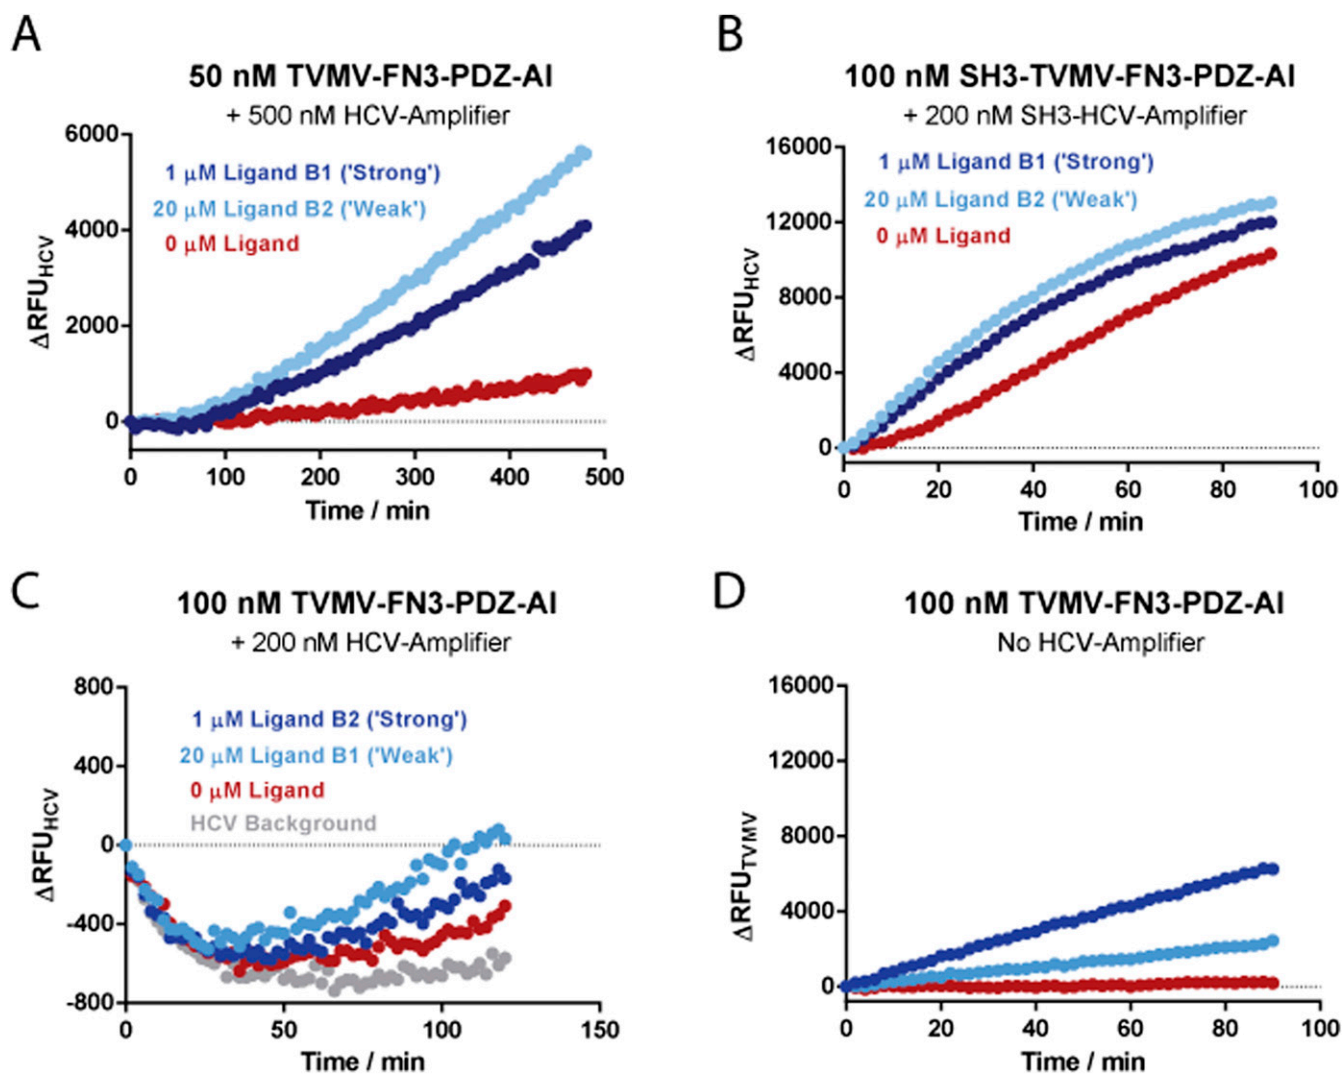 A
50 nM TVMV-FN3-PDZ-AI
+ 500 nM HCV-Amplifier
6000
4000
2000
0
ΔRFU_HCV
1 μM Ligand B1 ('Strong')
20 μM Ligand B2 ('Weak')
0 μM Ligand
0 100 200 300 400 500
Time / min
B
100 nM SH3-TVMV-FN3-PDZ-AI
+ 200 nM SH3-HCV-Amplifier
16000
12000
8000
4000
0
ΔRFU_HCV
1 μM Ligand B1 ('Strong')
20 μM Ligand B2 ('Weak')
0 μM Ligand
0 20 40 60 80 100
Time / min
C
100 nM TVMV-FN3-PDZ-AI
+ 200 nM HCV-Amplifier
800
400
0
-400
-800
ΔRFU_HCV
1 μM Ligand B2 ('Strong')
20 μM Ligand B1 ('Weak')
0 μM Ligand
HCV Background
0 50 100 150
Time / min
D
100 nM TVMV-FN3-PDZ-AI
No HCV-Amplifier
16000
12000
8000
4000
0
ΔRFU_TVMV
0 20 40 60 80 100
Time / min